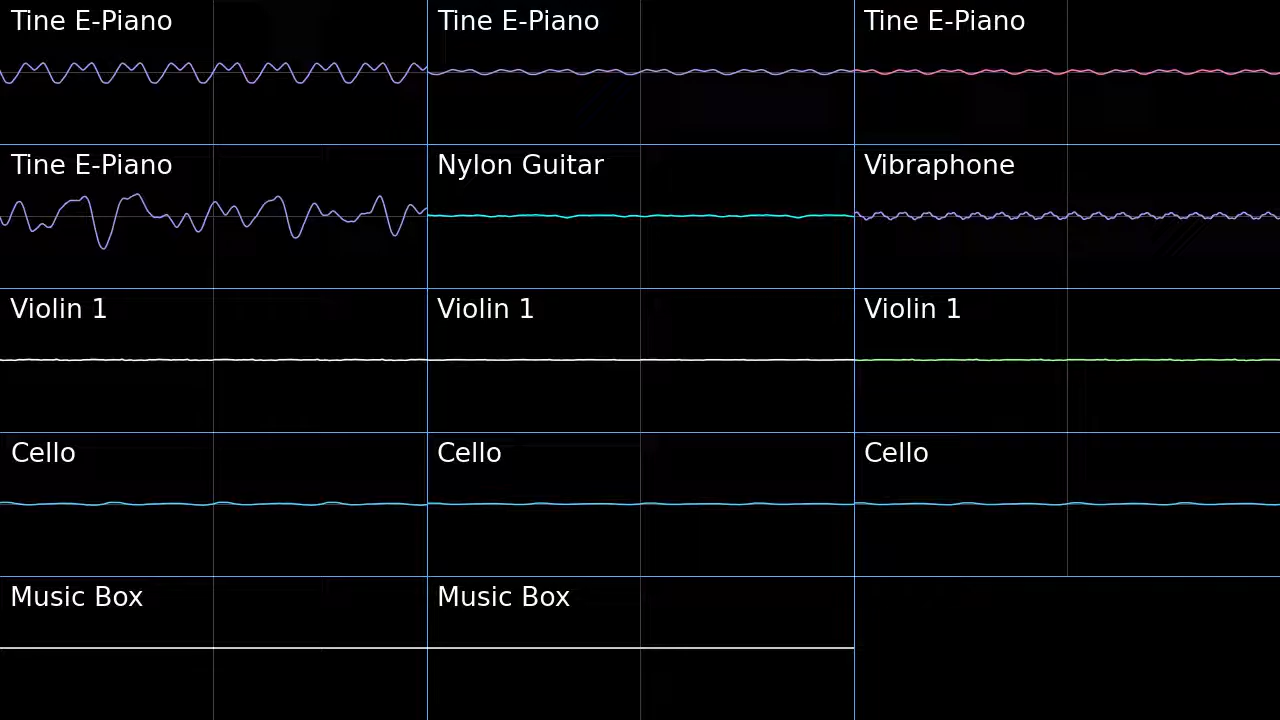 Tine E-Piano
Tine E-Piano
Tine E-Piano
Tine E-Piano
Nylon Guitar
Vibraphone
Violin 1
Violin 1
Violin 1
Cello
Cello
Cello
Music Box
Music Box